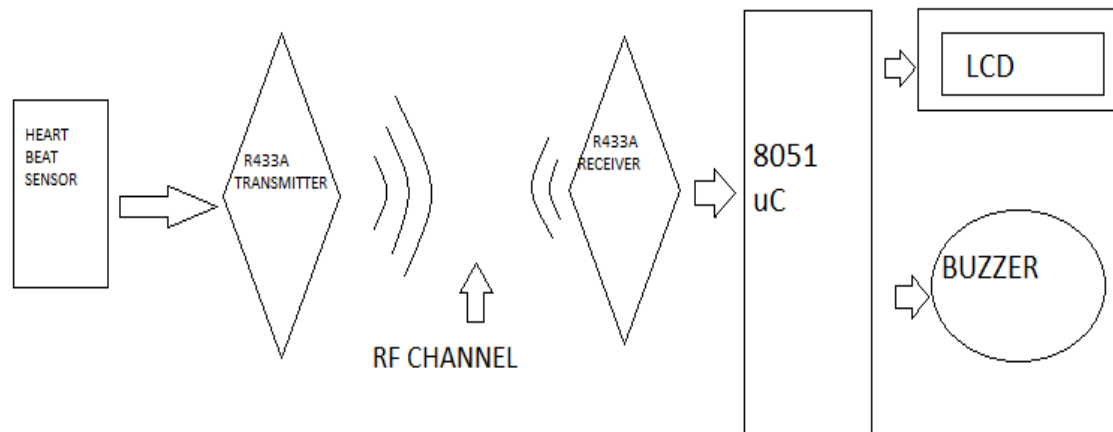 HEART
BEAT
SENSOR
R433A
TRANSMITTER
RF CHANNEL
R433A
RECEIVER
8051
uC
LCD
BUZZER